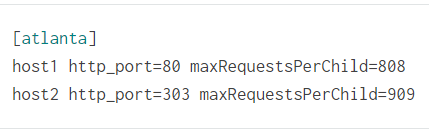 [atlanta]
host1 http_port=80 maxRequestsPerChild=808
host2 http_port=303 maxRequestsPerChild=909